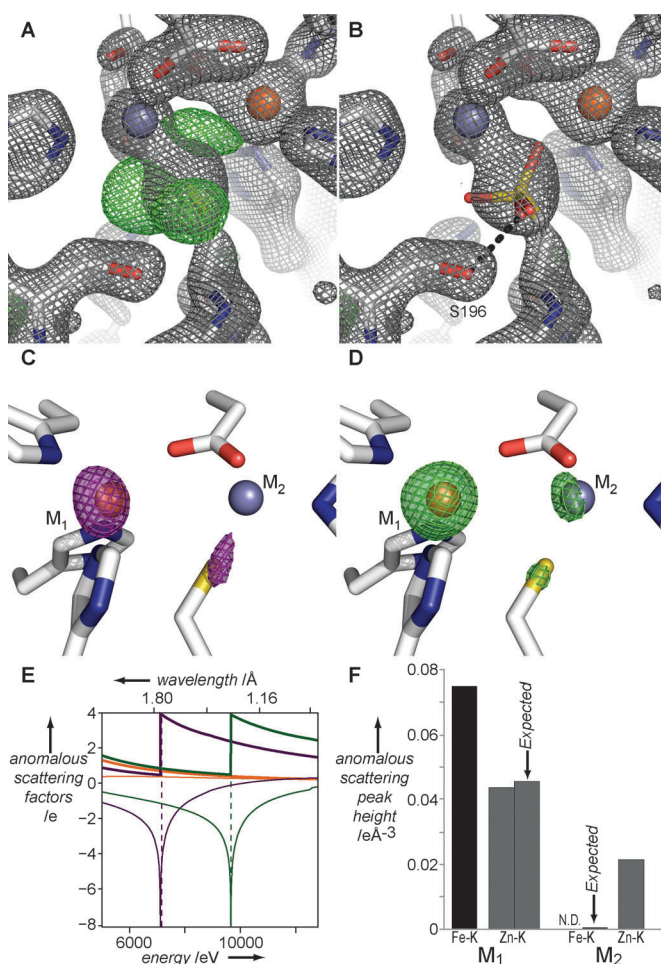 A
B
S196
C
D
M1
M2
M1
M2
E
wavelength /Å
1.80 1.16
anomalous scattering factors /e
4
2
0
−2
−4
−6
−8
6000 10000
energy /eV
F
anomalous scattering peak height /eÅ-3
0.08
0.06
0.04
0.02
0
Expected
Expected
N.D.
Fe-K Zn-K Fe-K Zn-K
M1 M2